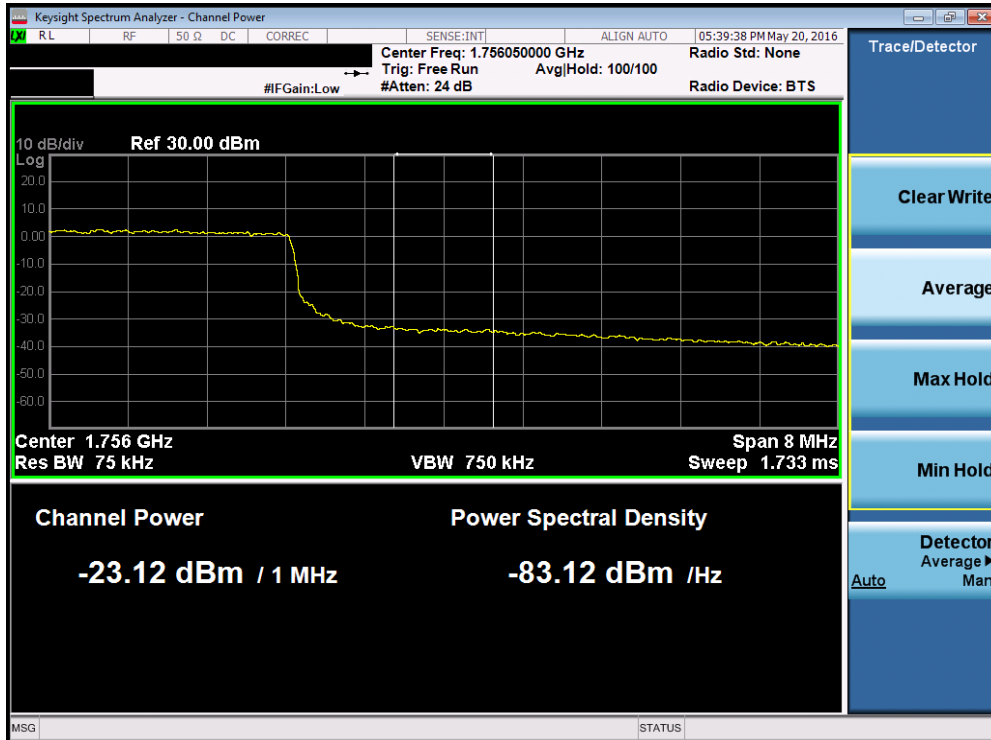 Keysight Spectrum Analyzer - Channel Power
LXI RL RF 50 Ω DC CORREC SENSE:INT ALIGN AUTO 05:39:38 PM May 20, 2016
Center Freq: 1.756050000 GHz Radio Std: None
Trig: Free Run Avg|Hold: 100/100
#IFGain:Low #Atten: 24 dB Radio Device: BTS
10 dB/div Ref 30.00 dBm
Log
20.0
10.0
0.00
-10.0
-20.0
-30.0
-40.0
-50.0
-60.0
Center 1.756 GHz Span 8 MHz
Res BW 75 kHz VBW 750 kHz Sweep 1.733 ms
Channel Power Power Spectral Density
-23.12 dBm / 1 MHz -83.12 dBm /Hz
MSG STATUS
Trace/Detector
Clear Write
Average
Max Hold
Min Hold
Detector
Average
Auto Man